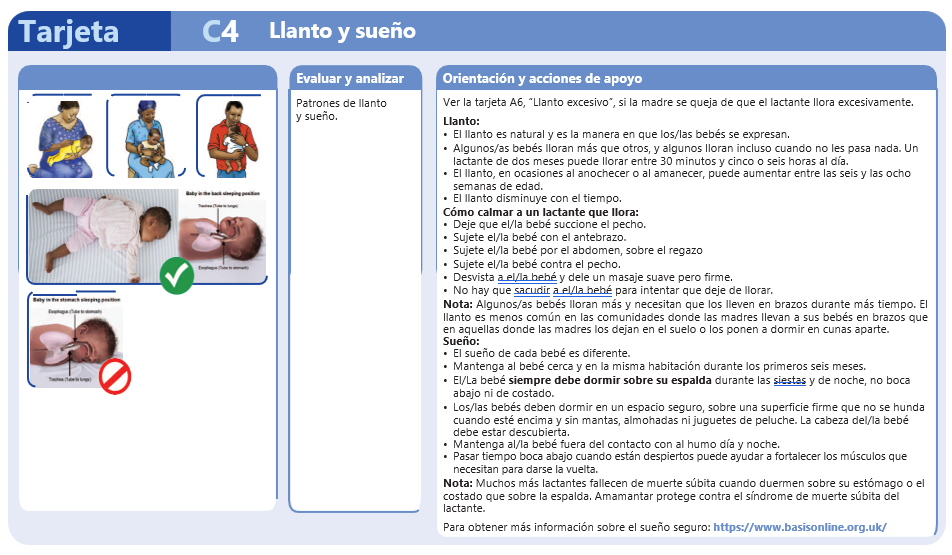 Tarjeta C4 Llanto y sueño
Baby in the back sleeping position
Trachea (Tube to lungs)
Esophagus (Tube to stomach)
Baby in the stomach sleeping position
Esophagus (Tube to stomach)
Trachea (Tube to lungs)
Evaluar y analizar
Patrones de llanto
y sueño.
Orientación y acciones de apoyo
Ver la tarjeta A6, “Llanto excesivo”, si la madre se queja de que el lactante llora excesivamente.
Llanto:
• El llanto es natural y es la manera en que los/las bebés se expresan.
• Algunos/as bebés lloran más que otros, y algunos lloran incluso cuando no les pasa nada. Un
lactante de dos meses puede llorar entre 30 minutos y cinco o seis horas al día.
• El llanto, en ocasiones al anochecer o al amanecer, puede aumentar entre las seis y las ocho
semanas de edad.
• El llanto disminuye con el tiempo.
Cómo calmar a un lactante que llora:
• Deje que el/la bebé succione el pecho.
• Sujete el/la bebé con el antebrazo.
• Sujete el/la bebé por el abdomen, sobre el regazo
• Sujete el/la bebé contra el pecho.
• Desvista a el/la bebé y dele un masaje suave pero firme.
• No hay que sacudir a el/la bebé para intentar que deje de llorar.
Nota: Algunos/as bebés lloran más y necesitan que los lleven en brazos durante más tiempo. El
llanto es menos común en las comunidades donde las madres llevan a sus bebés en brazos que
en aquellas donde las madres los dejan en el suelo o los ponen a dormir en cunas aparte.
Sueño:
• El sueño de cada bebé es diferente.
• Mantenga al bebé cerca y en la misma habitación durante los primeros seis meses.
• El/La bebé siempre debe dormir sobre su espalda durante las siestas y de noche, no boca
abajo ni de costado.
• Los/las bebés deben dormir en un espacio seguro, sobre una superficie firme que no se hunda
cuando esté encima y sin mantas, almohadas ni juguetes de peluche. La cabeza del/la bebé
debe estar descubierta.
• Mantenga al/la bebé fuera del contacto con al humo día y noche.
• Pasar tiempo boca abajo cuando están despiertos puede ayudar a fortalecer los músculos que
necesitan para darse la vuelta.
Nota: Muchos más lactantes fallecen de muerte súbita cuando duermen sobre su estómago o el
costado que sobre la espalda. Amamantar protege contra el síndrome de muerte súbita del
lactante.
Para obtener más información sobre el sueño seguro: https://www.basisonline.org.uk/